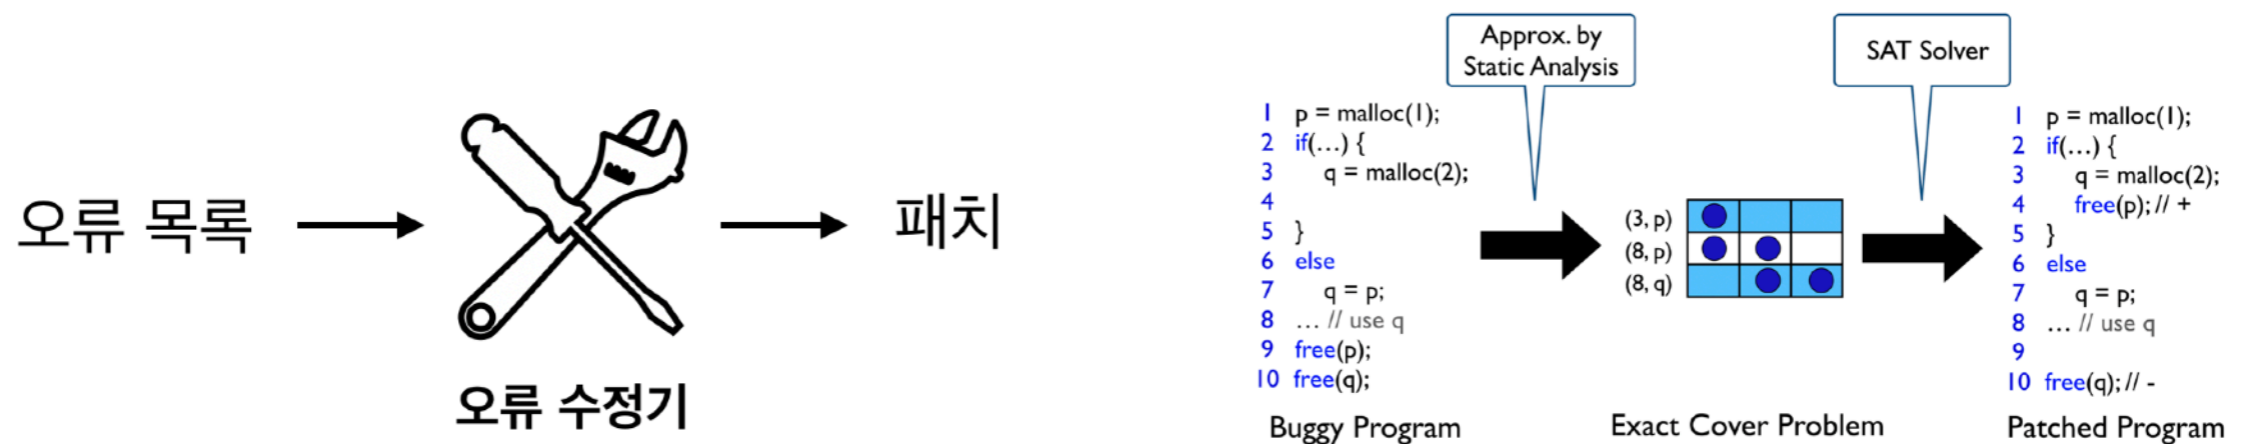 오류 목록
패치
오류 수정기
Approx. by
Static Analysis
SAT Solver
1 p = malloc(1);
2 if(...) {
3 q = malloc(2);
4
5 }
6 else
7 q = p;
8 ... // use q
9 free(p);
10 free(q);
Buggy Program
(3, p)
(8, p)
(8, q)
Exact Cover Problem
1 p = malloc(1);
2 if(...) {
3 q = malloc(2);
4 free(p); // +
5 }
6 else
7 q = p;
8 ... // use q
9
10 free(q); // -
Patched Program